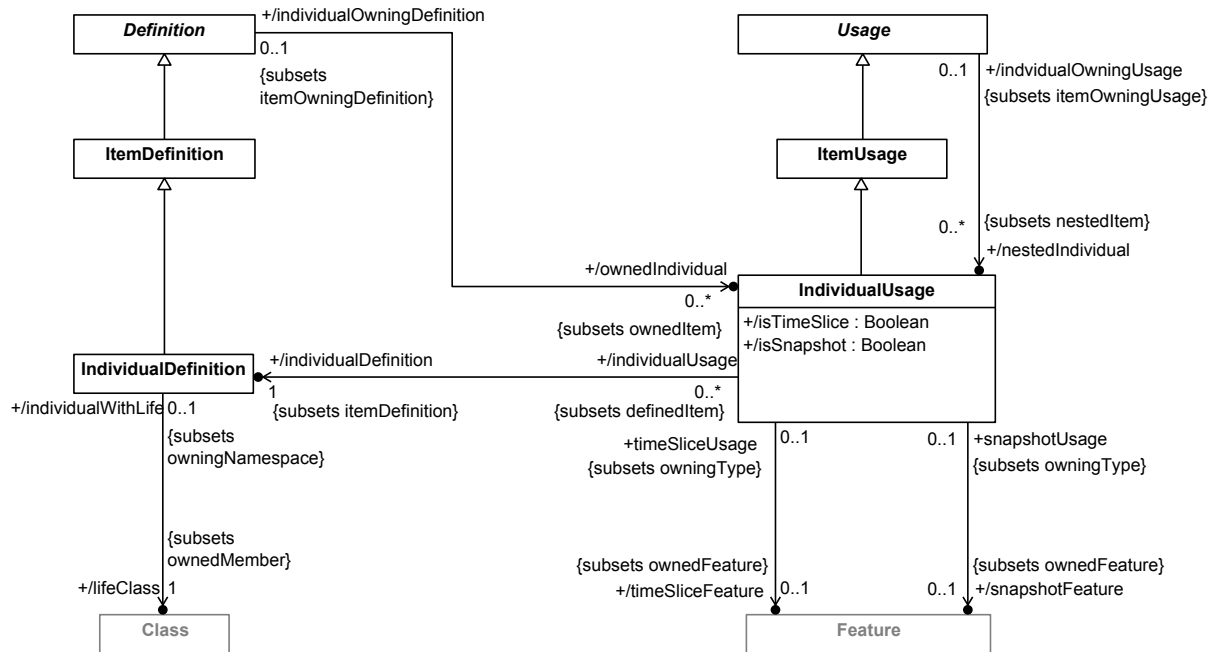 +/individualOwningDefinition
Definition
Usage
0..1
{subsets
itemOwningDefinition}
0..1
+/indvidualOwningUsage
{subsets itemOwningUsage}
ItemDefinition
ItemUsage
0..*
{subsets nestedItem}
+/nestedIndividual
+/ownedIndividual
0..*
{subsets ownedItem}
IndividualUsage
+/isTimeSlice : Boolean
+/isSnapshot : Boolean
IndividualDefinition
+/individualDefinition
1
{subsets itemDefinition}
+/individualUsage
0..*
{subsets definedItem}
+/individualWithLife
0..1
{subsets
owningNamespace}
+timeSliceUsage
0..1
{subsets owningType}
0..1
+snapshotUsage
{subsets owningType}
{subsets
ownedMember}
+/lifeClass
1
{subsets ownedFeature}
+/timeSliceFeature
0..1
{subsets ownedFeature}
0..1
+/snapshotFeature
Class
Feature